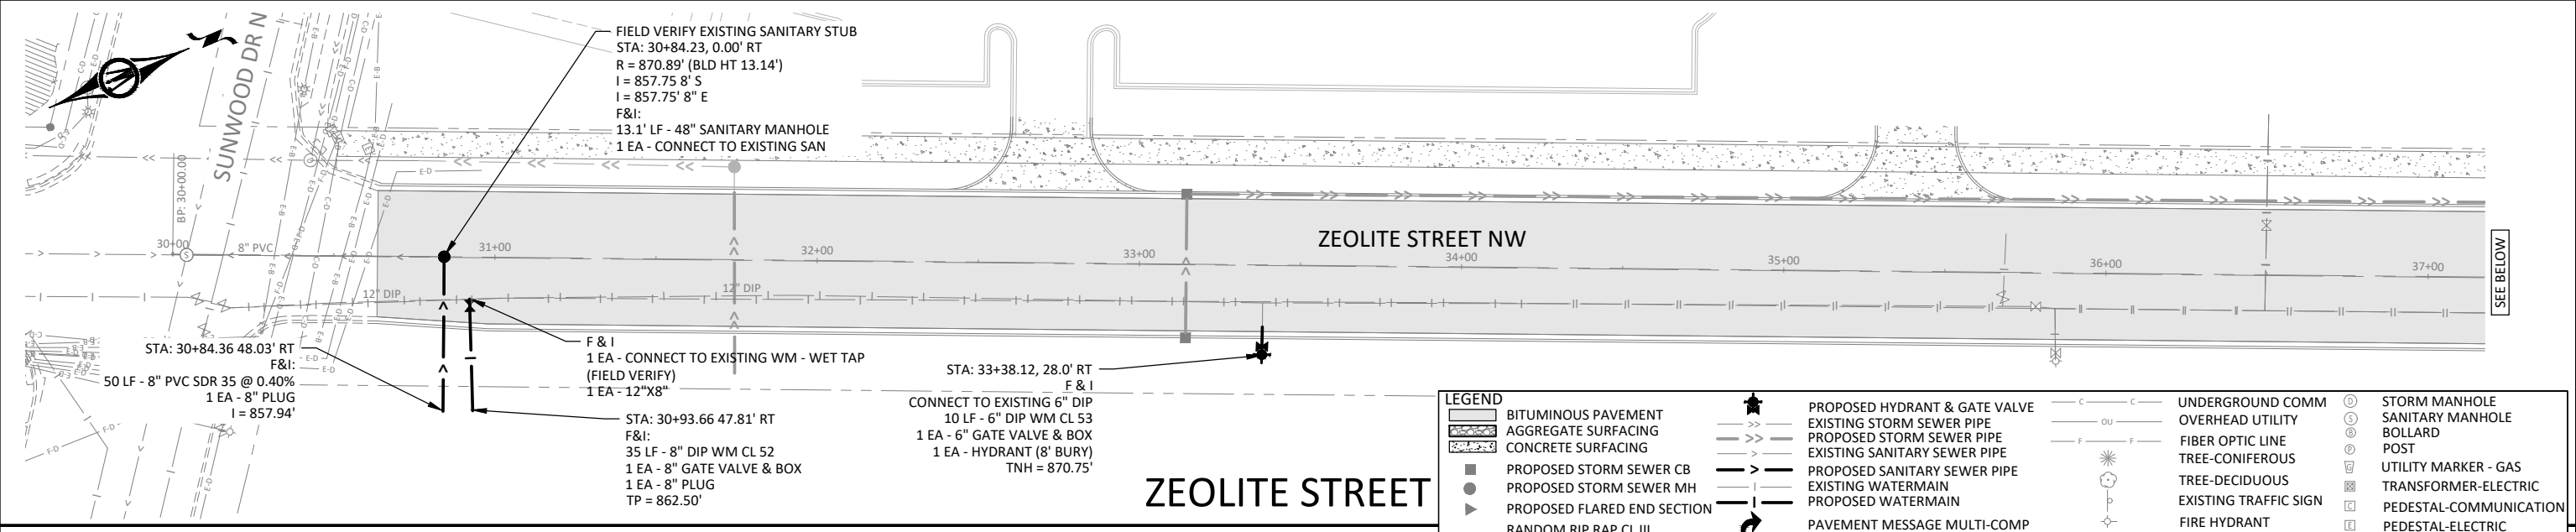 SUNWOOD DR N
FIELD VERIFY EXISTING SANITARY STUB
STA: 30+84.23, 0.00' RT
R = 870.89' (BLD HT 13.14')
I = 857.75 8' S
I = 857.75' 8" E
F&I:
13.1' LF - 48" SANITARY MANHOLE
1 EA - CONNECT TO EXISTING SAN
BP: 30+00.00
E-D
30+00
8" PVC
31+00
32+00
33+00
34+00
35+00
36+00
37+00
ZEOLITE STREET NW
SEE BELOW
12" DIP
12" DIP
STA: 30+84.36 48.03' RT
F&I:
50 LF - 8" PVC SDR 35 @ 0.40%
1 EA - 8" PLUG
I = 857.94'
F & I
1 EA - CONNECT TO EXISTING WM - WET TAP
(FIELD VERIFY)
1 EA - 12"X8"
STA: 30+93.66 47.81' RT
F&I:
35 LF - 8" DIP WM CL 52
1 EA - 8" GATE VALVE & BOX
1 EA - 8" PLUG
TP = 862.50'
STA: 33+38.12, 28.0' RT
F & I
CONNECT TO EXISTING 6" DIP
10 LF - 6" DIP WM CL 53
1 EA - 6" GATE VALVE & BOX
1 EA - HYDRANT (8' BURY)
TNH = 870.75'
ZEOLITE STREET
LEGEND
BITUMINOUS PAVEMENT
AGGREGATE SURFACING
CONCRETE SURFACING
PROPOSED STORM SEWER CB
PROPOSED STORM SEWER MH
PROPOSED FLARED END SECTION
RANDOM RIP RAP CL III
PROPOSED HYDRANT & GATE VALVE
EXISTING STORM SEWER PIPE
PROPOSED STORM SEWER PIPE
EXISTING SANITARY SEWER PIPE
PROPOSED SANITARY SEWER PIPE
EXISTING WATERMAIN
PROPOSED WATERMAIN
PAVEMENT MESSAGE MULTI-COMP
C C UNDERGROUND COMM
OU OVERHEAD UTILITY
F F FIBER OPTIC LINE
TREE-CONIFEROUS
TREE-DECIDUOUS
EXISTING TRAFFIC SIGN
FIRE HYDRANT
D STORM MANHOLE
S SANITARY MANHOLE
B BOLLARD
P POST
G UTILITY MARKER - GAS
TRANSFORMER-ELECTRIC
C PEDESTAL-COMMUNICATION
E PEDESTAL-ELECTRIC